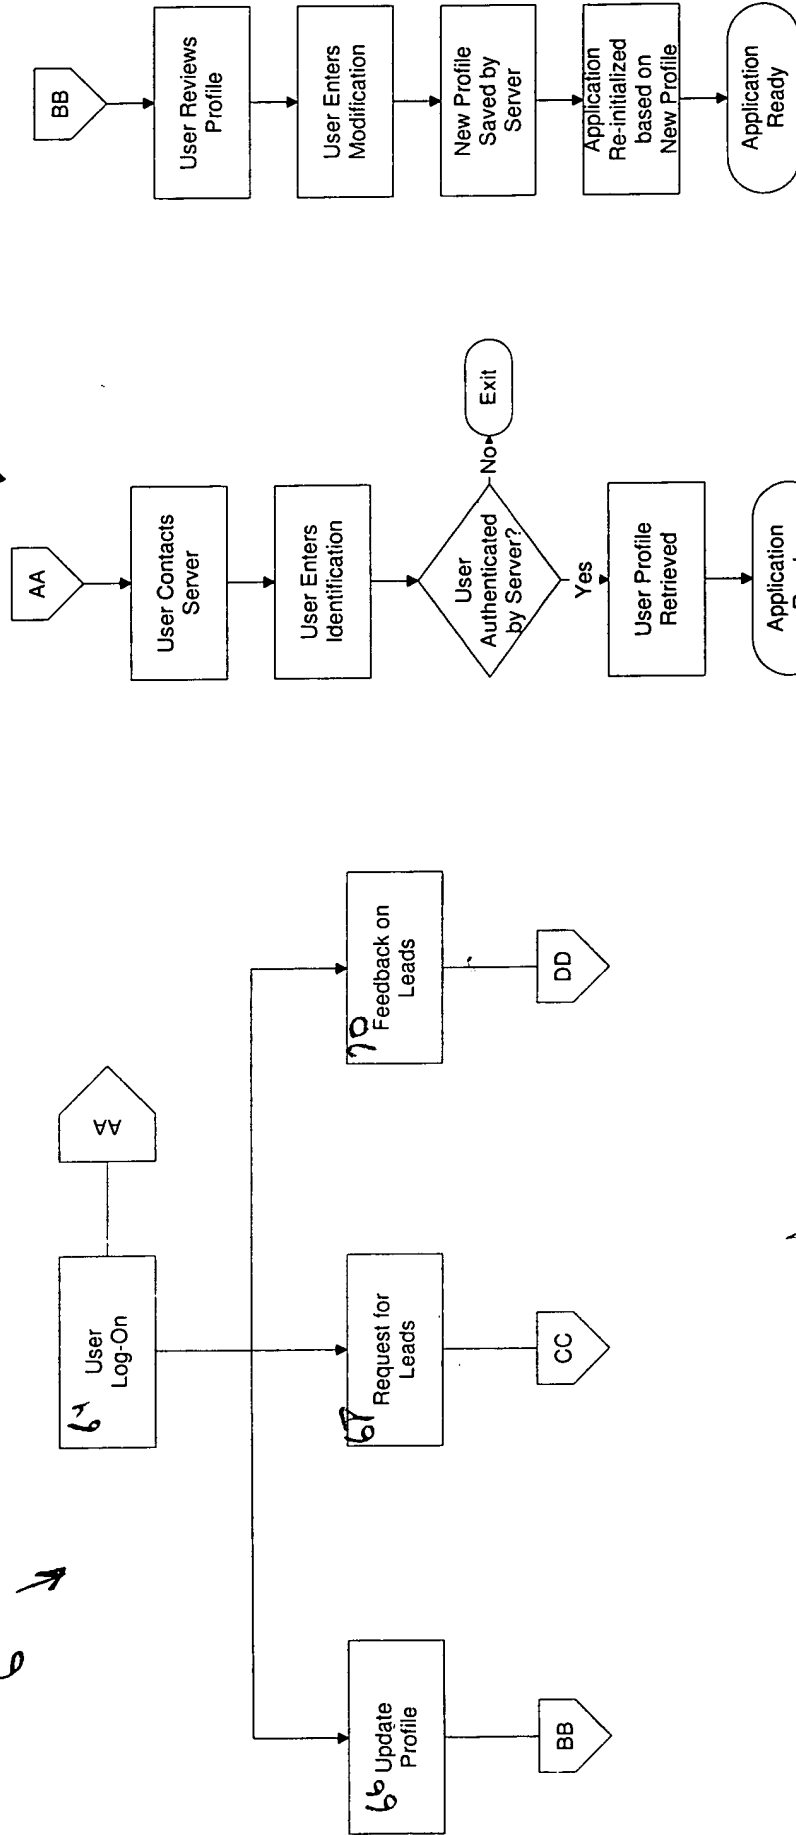 64
User
Log-On
AA
66
Update
Profile
BB
68
Request for
Leads
CC
70
Feedback on
Leads
DD
AA
User Contacts
Server
User Enters
Identification
User
Authenticated
by Server?
No
Exit
Yes
User Profile
Retrieved
Application
BB
User Reviews
Profile
User Enters
Modification
New Profile
Saved by
Server
Application
Re-initialized
based on
New Profile
Application
Ready